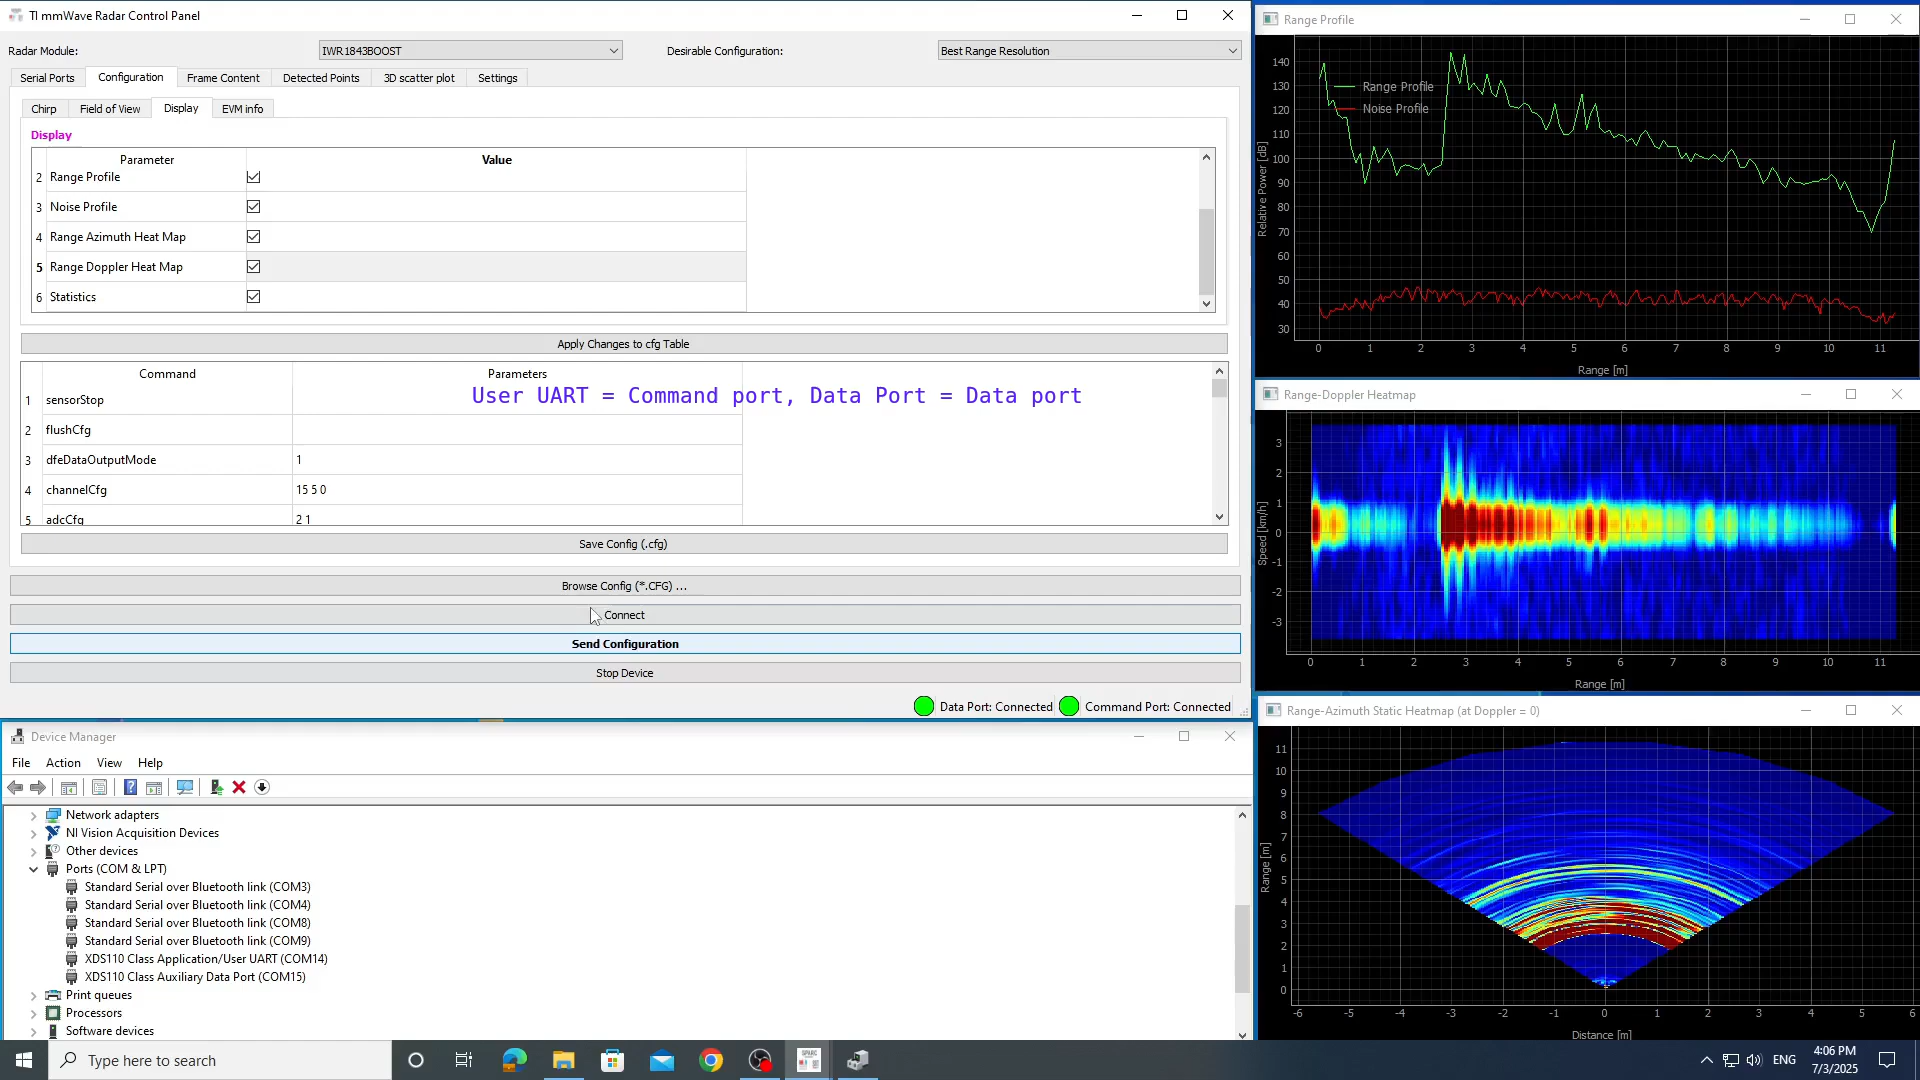 TI mmWave Radar Control Panel
Radar Module:
IWR1843BOOST
Desirable Configuration:
Best Range Resolution
Serial Ports
Configuration
Frame Content
Detected Points
3D scatter plot
Settings
Chirp
Field of View
Display
EVM info
Display
Parameter
Value
2 Range Profile
3 Noise Profile
4 Range Azimuth Heat Map
5 Range Doppler Heat Map
6 Statistics
Apply Changes to cfg Table
Command
Parameters
User UART = Command port, Data Port = Data port
1 sensorStop
2 flushCfg
3 dfeDataOutputMode 1
4 channelCfg 15 5 0
5 adcCfg 2 1
Save Config (.cfg)
Browse Config (*.CFG) ...
Connect
Send Configuration
Stop Device
Data Port: Connected
Command Port: Connected
Device Manager
File Action View Help
Network adapters
NI Vision Acquisition Devices
Other devices
Ports (COM & LPT)
Standard Serial over Bluetooth link (COM3)
Standard Serial over Bluetooth link (COM4)
Standard Serial over Bluetooth link (COM8)
Standard Serial over Bluetooth link (COM9)
XDS110 Class Application/User UART (COM14)
XDS110 Class Auxiliary Data Port (COM15)
Print queues
Processors
Software devices
Range Profile
Range Profile
Noise Profile
Relative Power [dB]
140
130
120
110
100
90
80
70
60
50
40
30
0 1 2 3 4 5 6 7 8 9 10 11
Range [m]
Range-Doppler Heatmap
Speed [km/h]
3
2
1
0
-1
-2
-3
0 1 2 3 4 5 6 7 8 9 10 11
Range [m]
Range-Azimuth Static Heatmap (at Doppler = 0)
Range [m]
11
10
9
8
7
6
5
4
3
2
1
0
-6 -5 -4 -3 -2 -1 0 1 2 3 4 5 6
Distance [m]
Type here to search
SPARC
ENG
4:06 PM
7/3/2025